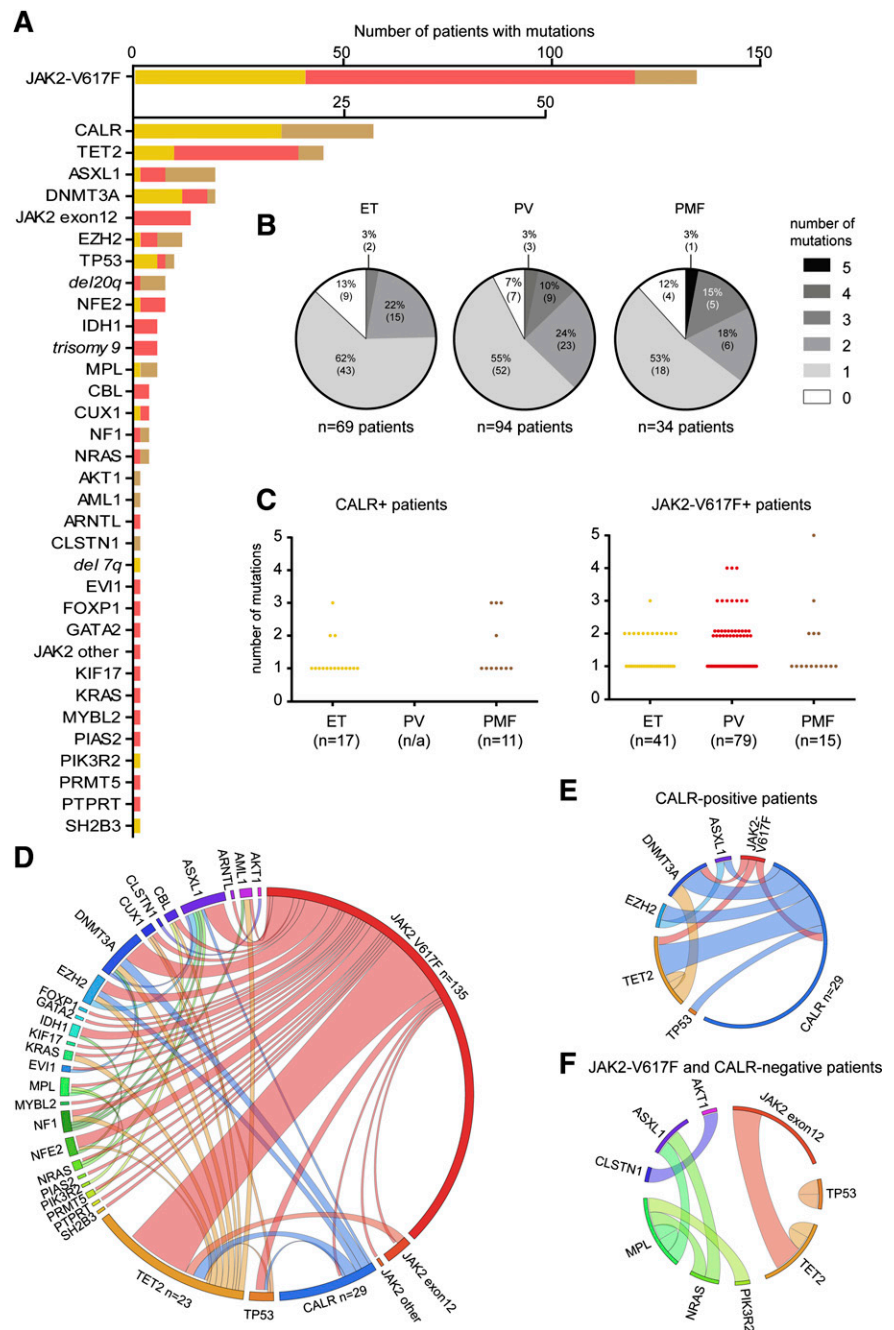 A
Number of patients with mutations
0 50 100 150
JAK2-V617F
25 50
CALR
TET2
ASXL1
DNMT3A
JAK2 exon12
EZH2
TP53
del20q
NFE2
IDH1
trisomy 9
MPL
CBL
CUX1
NF1
NRAS
AKT1
AML1
ARNTL
CLSTN1
del 7q
EVI1
FOXP1
GATA2
JAK2 other
KIF17
KRAS
MYBL2
PIAS2
PIK3R2
PRMT5
PTPRT
SH2B3
B
ET PV PMF
3%
(2)
13%
(9)
22%
(15)
62%
(43)
n=69 patients
3%
(3)
7%
(7)
10%
(9)
24%
(23)
55%
(52)
n=94 patients
3%
(1)
12%
(4)
15%
(5)
18%
(6)
53%
(18)
n=34 patients
number of
mutations
5
4
3
2
1
0
C
CALR+ patients
number of mutations
5
4
3
2
1
0
ET PV PMF
(n=17) (n/a) (n=11)
JAK2-V617F+ patients
5
4
3
2
1
0
ET PV PMF
(n=41) (n=79) (n=15)
D
JAK2 V617F n=135
AKT1
AML1
ARNTL
ASXL1
CBL
CLSTN1
CUX1
DNMT3A
EZH2
FOXP1
GATA2
IDH1
KIF17
KRAS
EVI1
MPL
MYBL2
NF1
NFE2
NRAS
PIAS2
PIK3R2
PRMT5
PTPRT
SH2B3
TET2 n=23
TP53
CALR n=29
JAK2 other
JAK2 exon12
E
CALR-positive patients
JAK2-
V617F
ASXL1
DNMT3A
EZH2
TET2
TP53
CALR n=29
F
JAK2-V617F and CALR-negative patients
AKT1
ASXL1
CLSTN1
MPL
NRAS
PIK3R2
JAK2 exon12
TP53
TET2